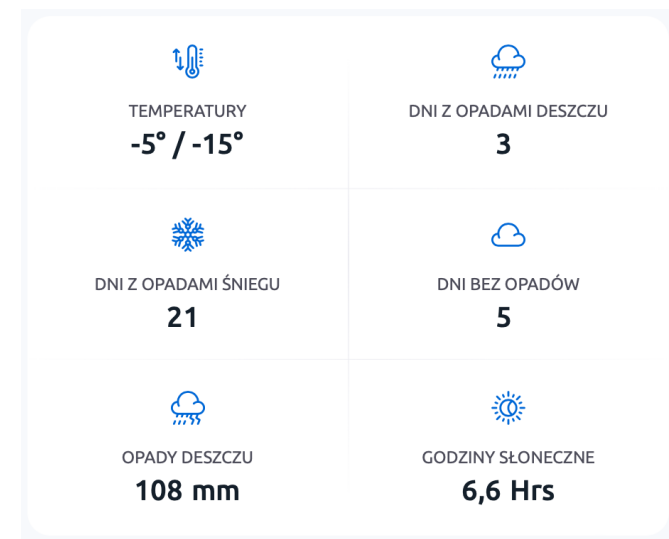 TEMPERATURY
-5° / -15°
DNI Z OPADAMI DESZCZU
3
DNI Z OPADAMI ŚNIEGU
21
DNI BEZ OPADÓW
5
OPADY DESZCZU
108 mm
GODZINY SŁONECZNE
6,6 Hrs